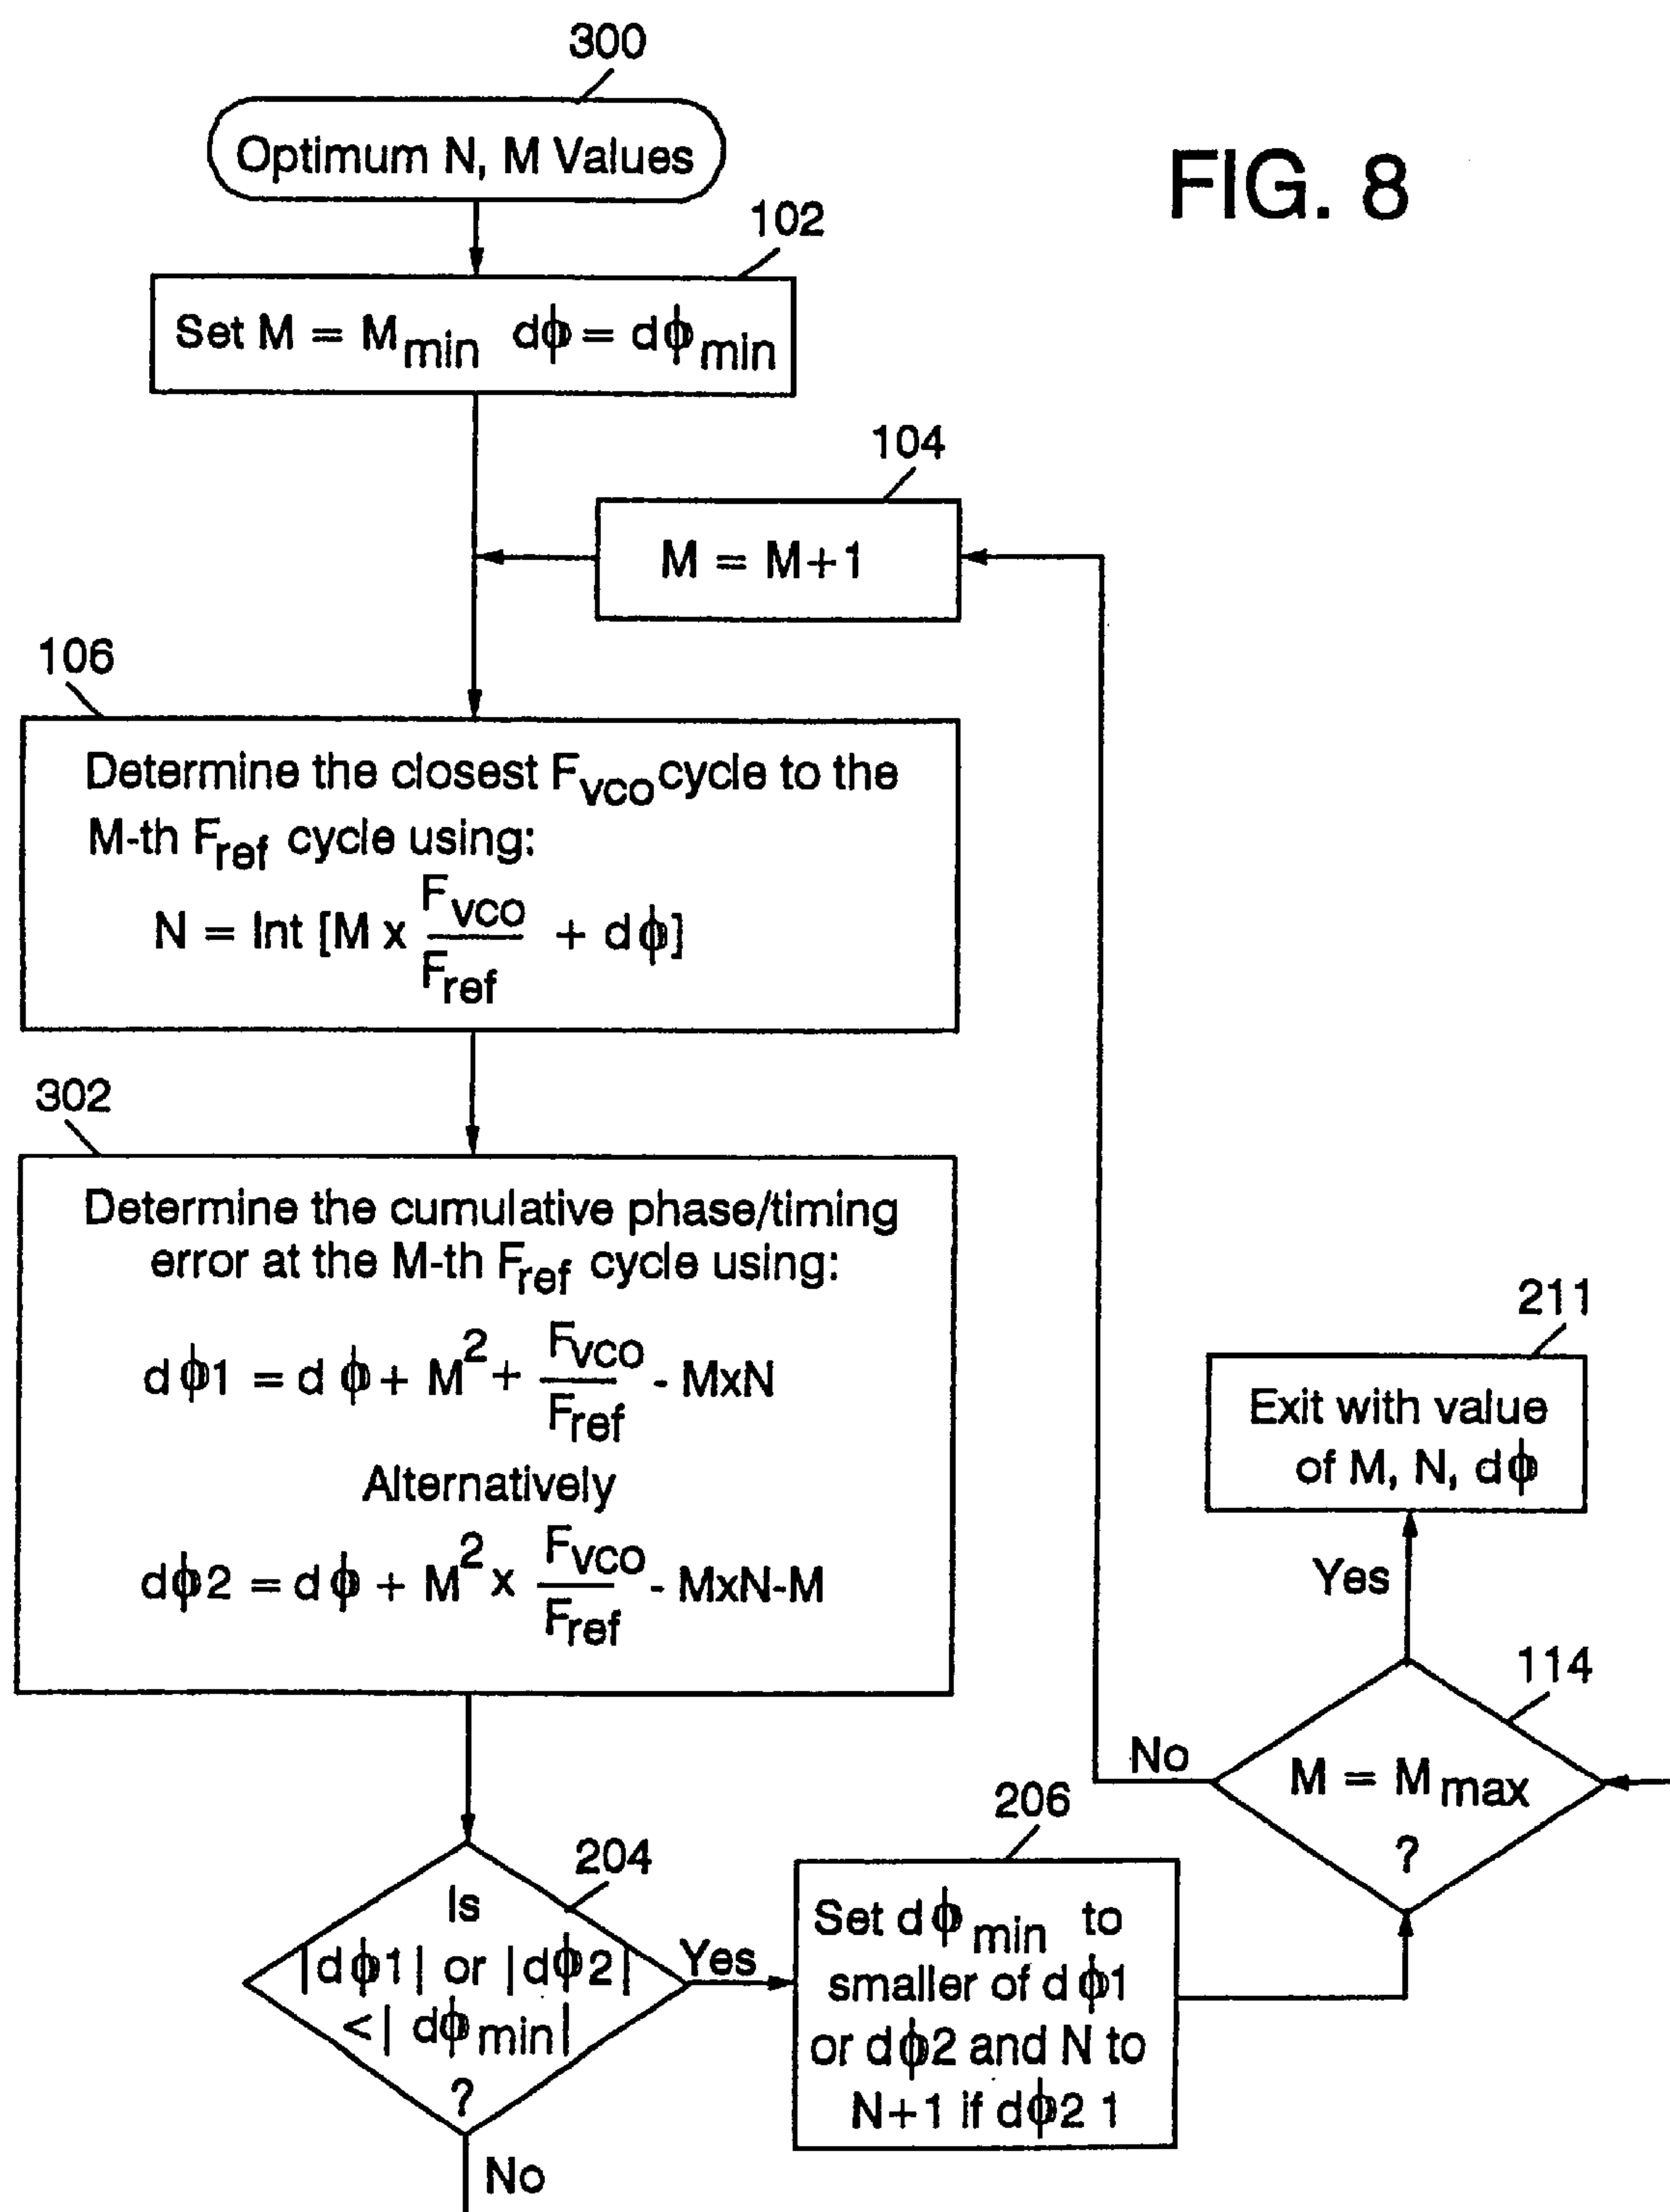 300
Optimum N, M Values
FIG. 8
102
Set M = Mmin dϕ = dϕmin
104
M = M+1
106
Determine the closest Fvco cycle to the
M-th Fref cycle using:
N = Int [M x Fvco/Fref + dϕ]
302
Determine the cumulative phase/timing
error at the M-th Fref cycle using:
dϕ1 = dϕ + M² + Fvco/Fref - MxN
Alternatively
dϕ2 = dϕ + M² x Fvco/Fref - MxN-M
211
Exit with value
of M, N, dϕ
Yes
114
No
M = Mmax
?
204
Is
|dϕ1| or |dϕ2|
<| dϕmin|
?
Yes
206
Set dϕmin to
smaller of dϕ1
or dϕ2 and N to
N+1 if dϕ2 1
No